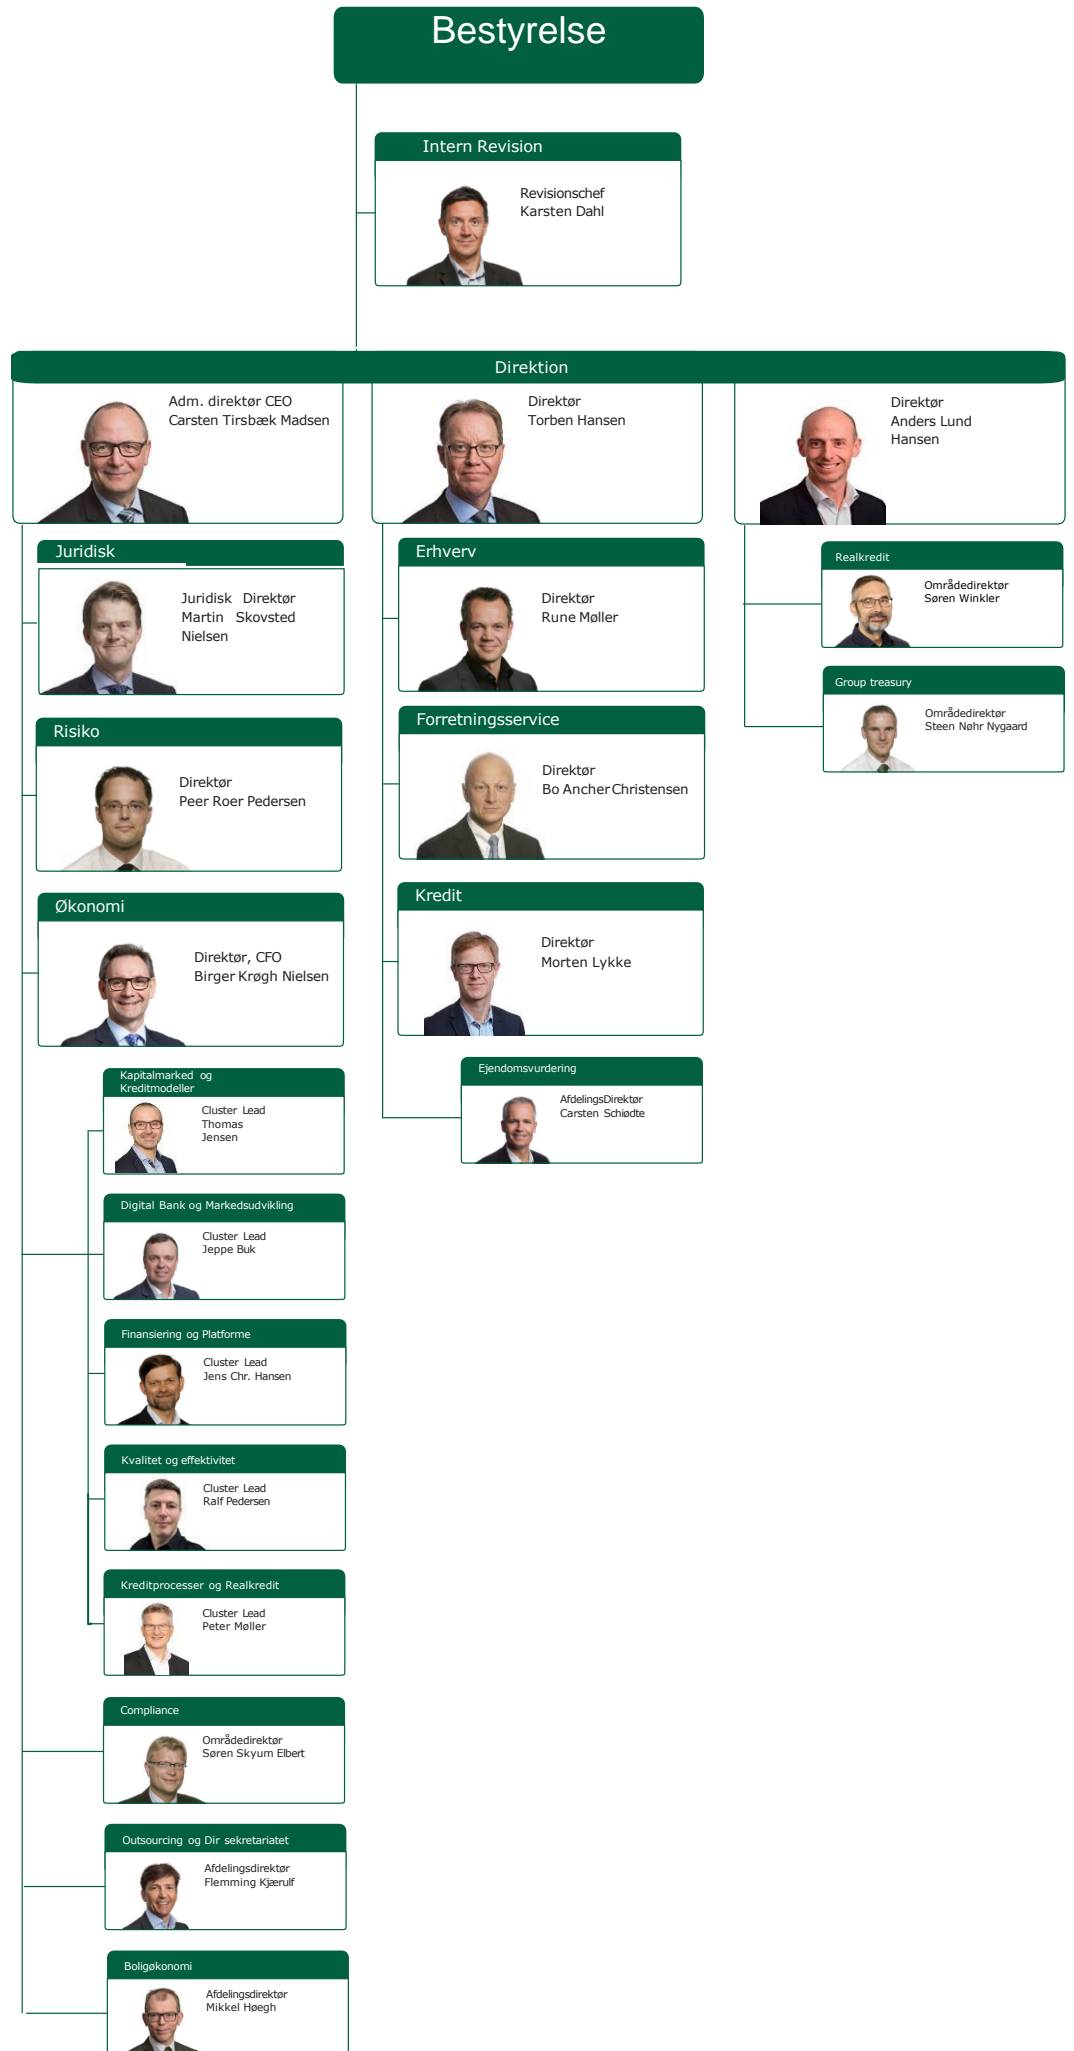 Bestyrelse
Intern Revision
Revisionschef
Karsten Dahl
Direktion
Adm. direktør CEO
Carsten Tirsbæk Madsen
Direktør
Torben Hansen
Direktør
Anders Lund
Hansen
Juridisk
Juridisk Direktør
Martin Skovsted
Nielsen
Risiko
Direktør
Peer Roer Pedersen
Økonomi
Direktør, CFO
Birger Krøgh Nielsen
Kapitalmarked og
Kreditmodeller
Cluster Lead
Thomas
Jensen
Digital Bank og Markedsudvikling
Cluster Lead
Jeppe Buk
Finansiering og Platforme
Cluster Lead
Jens Chr. Hansen
Kvalitet og effektivitet
Cluster Lead
Ralf Pedersen
Kreditprocesser og Realkredit
Cluster Lead
Peter Møller
Compliance
Områdedirektør
Søren Skyum Elbert
Outsourcing og Dir sekretariatet
Afdelingsdirektør
Flemming Kjærulf
Boligøkonomi
Afdelingsdirektør
Mikkel Høegh
Erhverv
Direktør
Rune Møller
Forretningsservice
Direktør
Bo Ancher Christensen
Kredit
Direktør
Morten Lykke
Ejendomsvurdering
AfdelingsDirektør
Carsten Schiødte
Realkredit
Områdedirektør
Søren Winkler
Group treasury
Områdedirektør
Steen Nøhr Nygaard